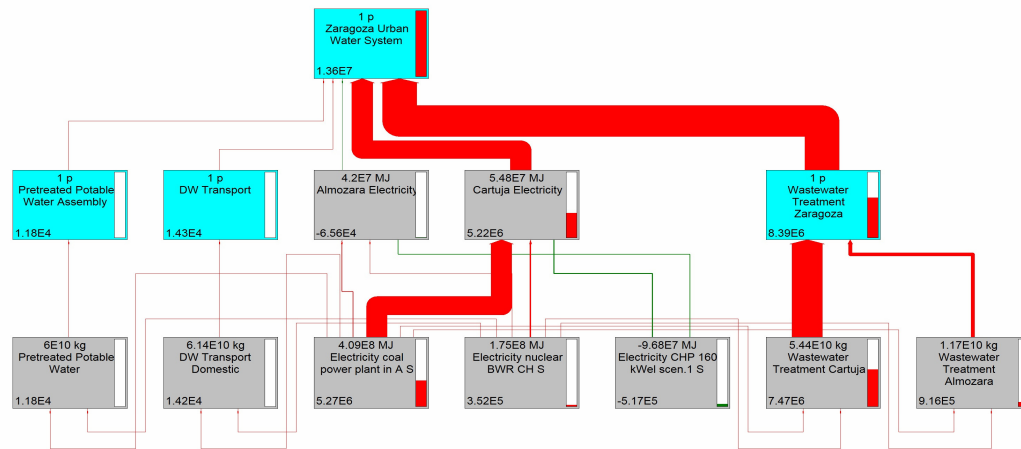 1 p
Zaragoza Urban
Water System
1.36E7
1 p
Pretreated Potable
Water Assembly
1.18E4
1 p
DW Transport
1.43E4
4.2E7 MJ
Almozara Electricity
-6.56E4
5.48E7 MJ
Cartuja Electricity
5.22E6
1 p
Wastewater
Treatment
Zaragoza
8.39E6
6E10 kg
Pretreated Potable
Water
1.18E4
6.14E10 kg
DW Transport
Domestic
1.42E4
4.09E8 MJ
Electricity coal
power plant in A S
5.27E6
1.75E8 MJ
Electricity nuclear
BWR CH S
3.52E5
-9.68E7 MJ
Electricity CHP 160
kWel scen.1 S
-5.17E5
5.44E10 kg
Wastewater
Treatment Cartuja
7.47E6
1.17E10 kg
Wastewater
Treatment
Almozara
9.16E5